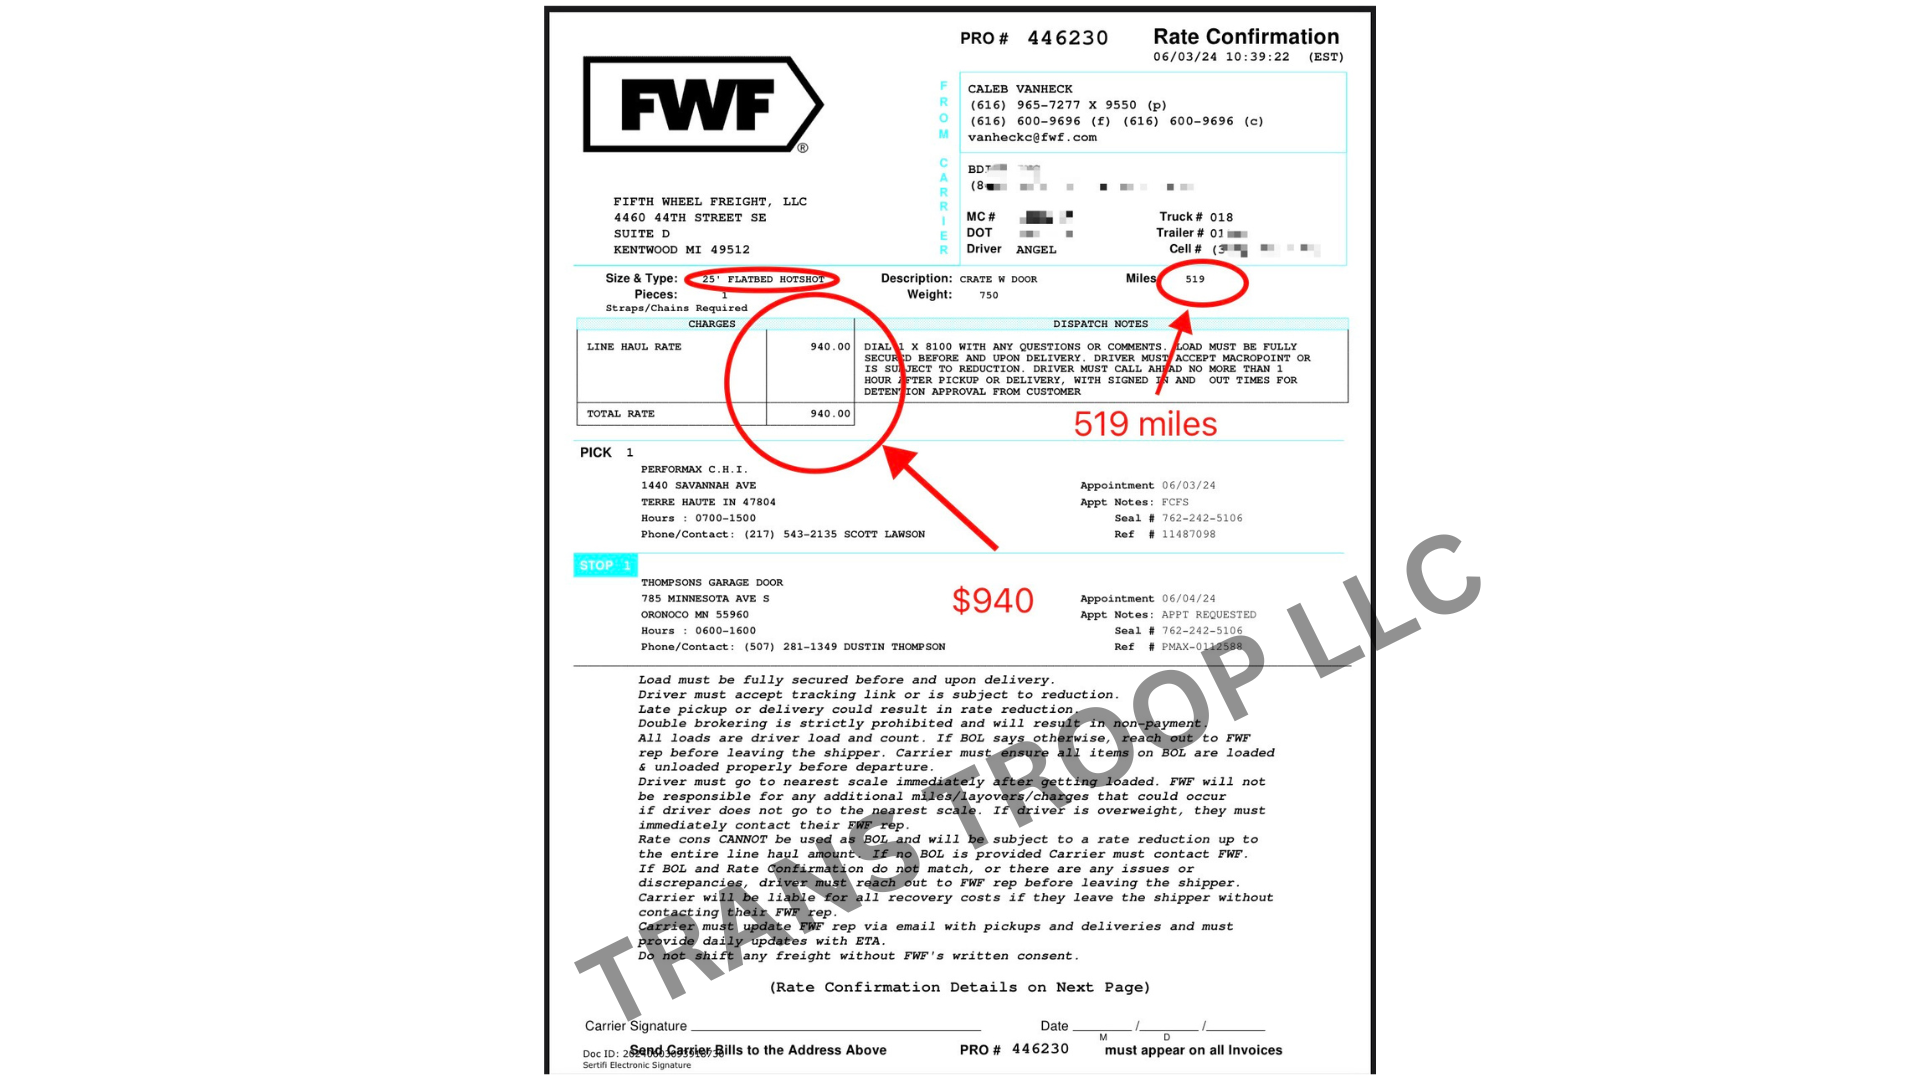 PRO # 446230 Rate Confirmation
06/03/24 10:39:22 (EST)
FWF
®
FROM
CALEB VANHECK
(616) 965-7277 X 9550 (p)
(616) 600-9696 (f) (616) 600-9696 (c)
vanheckc@fwf.com
CARRIER
MC #
DOT
Driver ANGEL
Truck # 018
Trailer #
Cell #
FIFTH WHEEL FREIGHT, LLC
4460 44TH STREET SE
SUITE D
KENTWOOD MI 49512
Size & Type: 25' FLATBED HOTSHOT Description: CRATE W DOOR Miles 519
Pieces: 1 Weight: 750
Straps/Chains Required
CHARGES
LINE HAUL RATE 940.00
TOTAL RATE 940.00
DISPATCH NOTES
DIAL 1 X 8100 WITH ANY QUESTIONS OR COMMENTS. LOAD MUST BE FULLY
SECURED BEFORE AND UPON DELIVERY. DRIVER MUST ACCEPT MACROPOINT OR
IS SUBJECT TO REDUCTION. DRIVER MUST CALL AHEAD NO MORE THAN 1
HOUR AFTER PICKUP OR DELIVERY, WITH SIGNED IN AND OUT TIMES FOR
DETENTION APPROVAL FROM CUSTOMER
519 miles
PICK 1
PERFORMAX C.H.I.
1440 SAVANNAH AVE
TERRE HAUTE IN 47804
Hours : 0700-1500
Phone/Contact: (217) 543-2135 SCOTT LAWSON
Appointment 06/03/24
Appt Notes: FCFS
Seal # 762-242-5106
Ref # 11487098
STOP 1
THOMPSONS GARAGE DOOR
785 MINNESOTA AVE S
ORONOCO MN 55960
Hours : 0600-1600
Phone/Contact: (507) 281-1349 DUSTIN THOMPSON
$940
Appointment 06/04/24
Appt Notes: APPT REQUESTED
Seal # 762-242-5106
Ref # PMAX-0112588
Load must be fully secured before and upon delivery.
Driver must accept tracking link or is subject to reduction.
Late pickup or delivery could result in rate reduction.
Double brokering is strictly prohibited and will result in non-payment.
All loads are driver load and count. If BOL says otherwise, reach out to FWF
rep before leaving the shipper. Carrier must ensure all items on BOL are loaded
& unloaded properly before departure.
Driver must go to nearest scale immediately after getting loaded. FWF will not
be responsible for any additional miles/layovers/charges that could occur
if driver does not go to the nearest scale. If driver is overweight, they must
immediately contact their FWF rep.
Rate cons CANNOT be used as BOL and will be subject to a rate reduction up to
the entire line haul amount. If no BOL is provided Carrier must contact FWF.
If BOL and Rate Confirmation do not match, or there are any issues or
discrepancies, driver must reach out to FWF rep before leaving the shipper.
Carrier will be liable for all recovery costs if they leave the shipper without
contacting their FWF rep.
Carrier must update FWF rep via email with pickups and deliveries and must
provide daily updates with ETA.
Do not shift any freight without FWF's written consent.
TRANS TROOP LLC
(Rate Confirmation Details on Next Page)
Carrier Signature Date / /
M D
Send Carrier Bills to the Address Above PRO # 446230 must appear on all Invoices
Doc ID:
Sertifi Electronic Signature